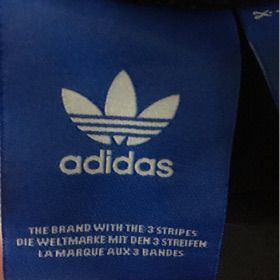 adidas
THE BRAND WITH THE 3 STRIPES
DIE WELTMARKE MIT DEN 3 STREIFEN
LA MARQUE AUX 3 BANDES